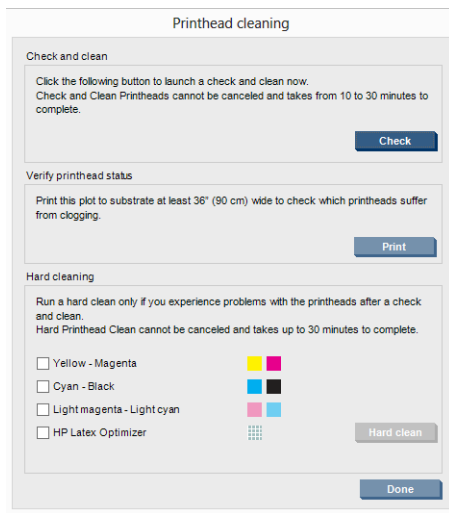 Printhead cleaning
Check and clean
Click the following button to launch a check and clean now.
Check and Clean Printheads cannot be canceled and takes from 10 to 30 minutes to
complete.
Check
Verify printhead status
Print this plot to substrate at least 36" (90 cm) wide to check which printheads suffer
from clogging.
Print
Hard cleaning
Run a hard clean only if you experience problems with the printheads after a check
and clean.
Hard Printhead Clean cannot be canceled and takes up to 30 minutes to complete.
Yellow - Magenta
Cyan - Black
Light magenta - Light cyan
HP Latex Optimizer
Hard clean
Done